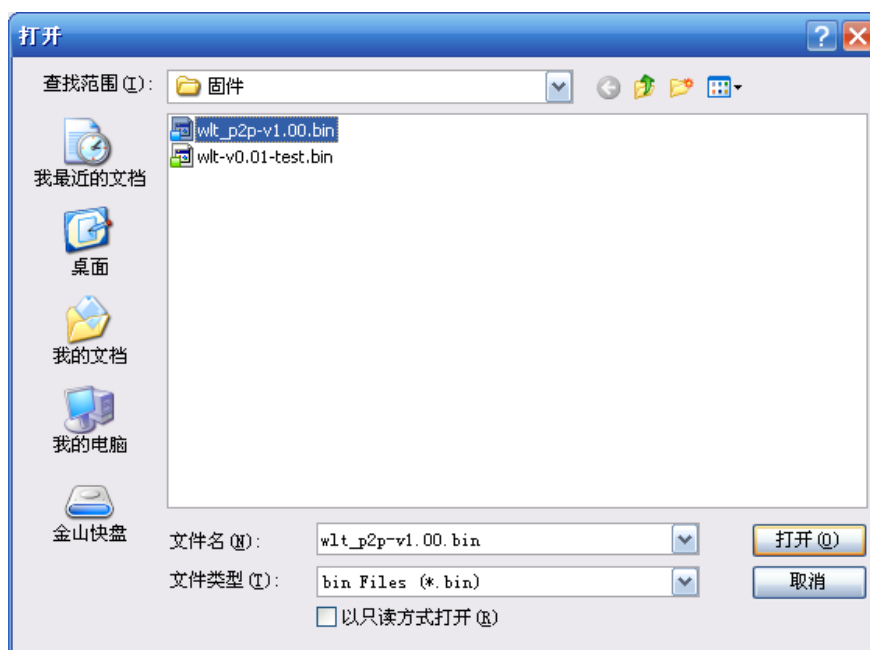 打开
查找范围(I):
固件
wlt_p2p-v1.00.bin
wlt-v0.01-test.bin
我最近的文档
桌面
我的文档
我的电脑
金山快盘
文件名(N):
wlt_p2p-v1.00.bin
打开(O)
文件类型(T):
bin Files (*.bin)
取消
以只读方式打开(R)